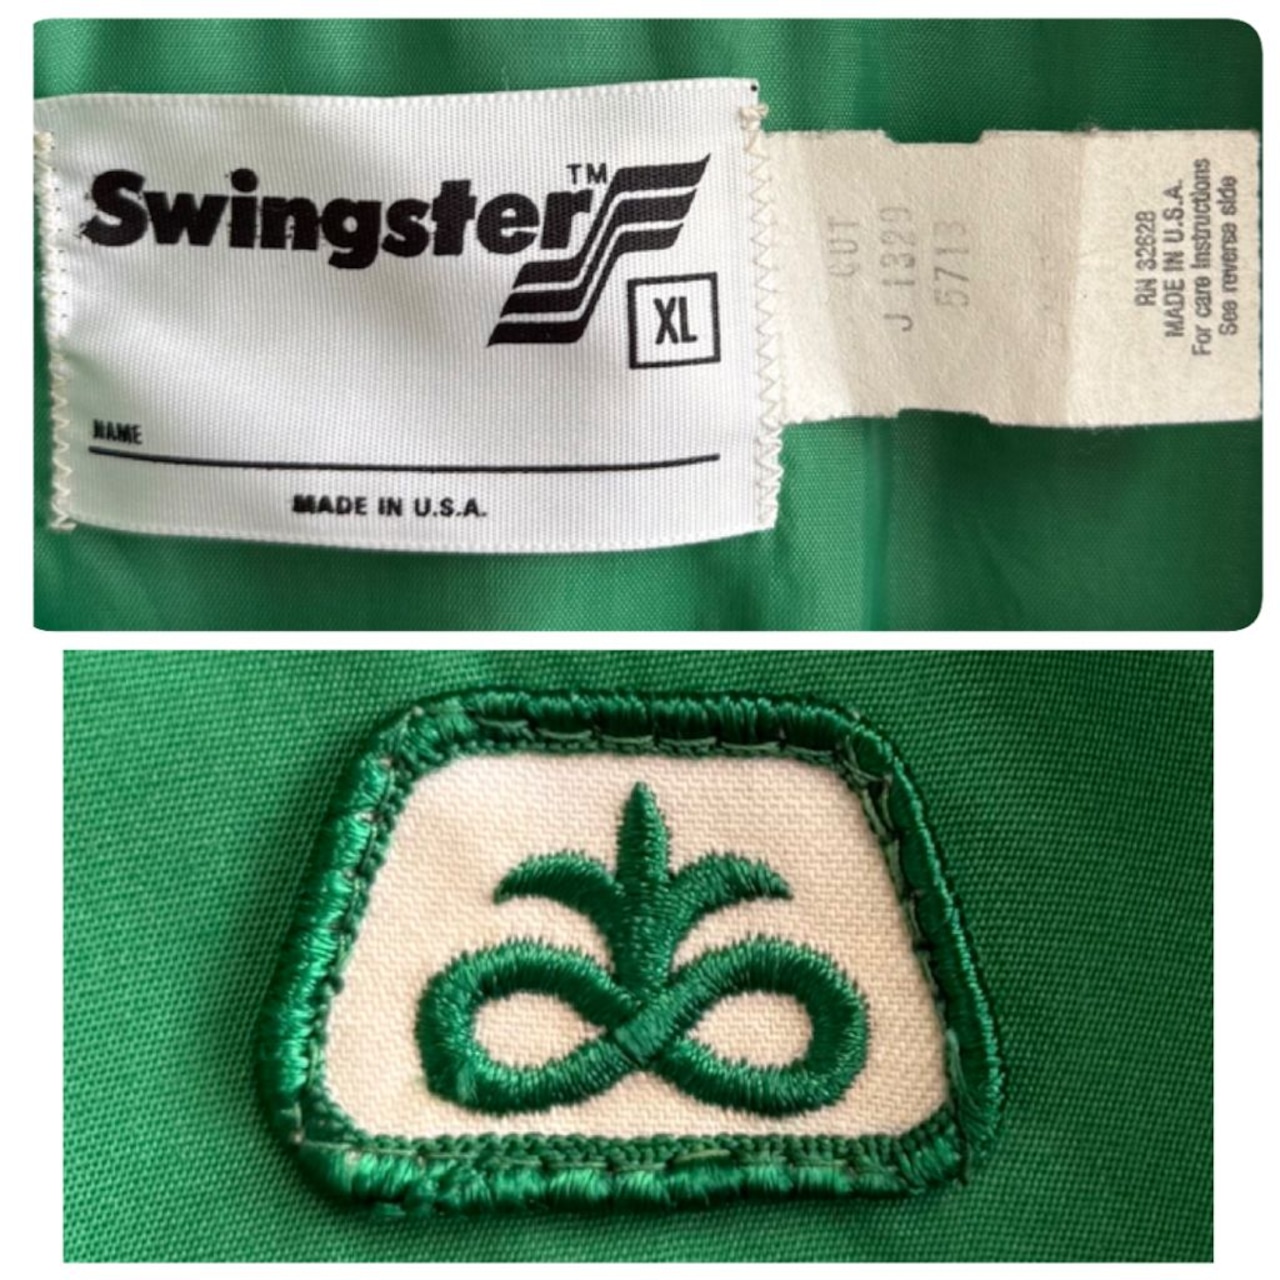 Swingster™
XL
NAME
MADE IN U.S.A.
CUT
J 1329
5713
RN 32628
MADE IN U.S.A.
For care Instructions
See reverse side